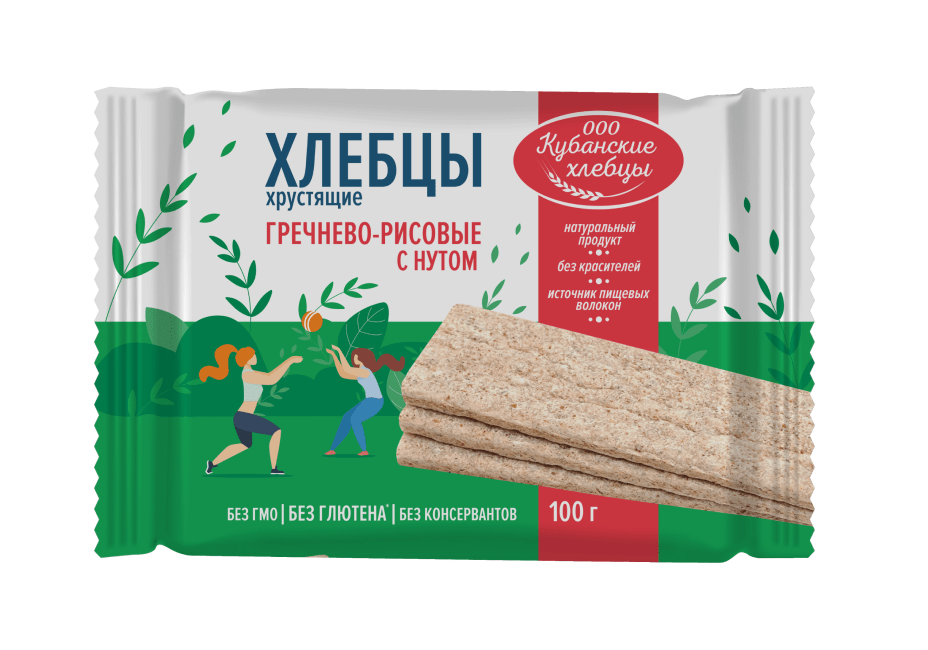 ХЛЕБЦЫ
хрустящие
ГРЕЧНЕВО-РИСОВЫЕ
С НУТОМ
ООО
Кубанские
хлебцы
натуральный
продукт
без красителей
источник пищевых
волокон
БЕЗ ГМО | БЕЗ ГЛЮТЕНА* | БЕЗ КОНСЕРВАНТОВ
100 г